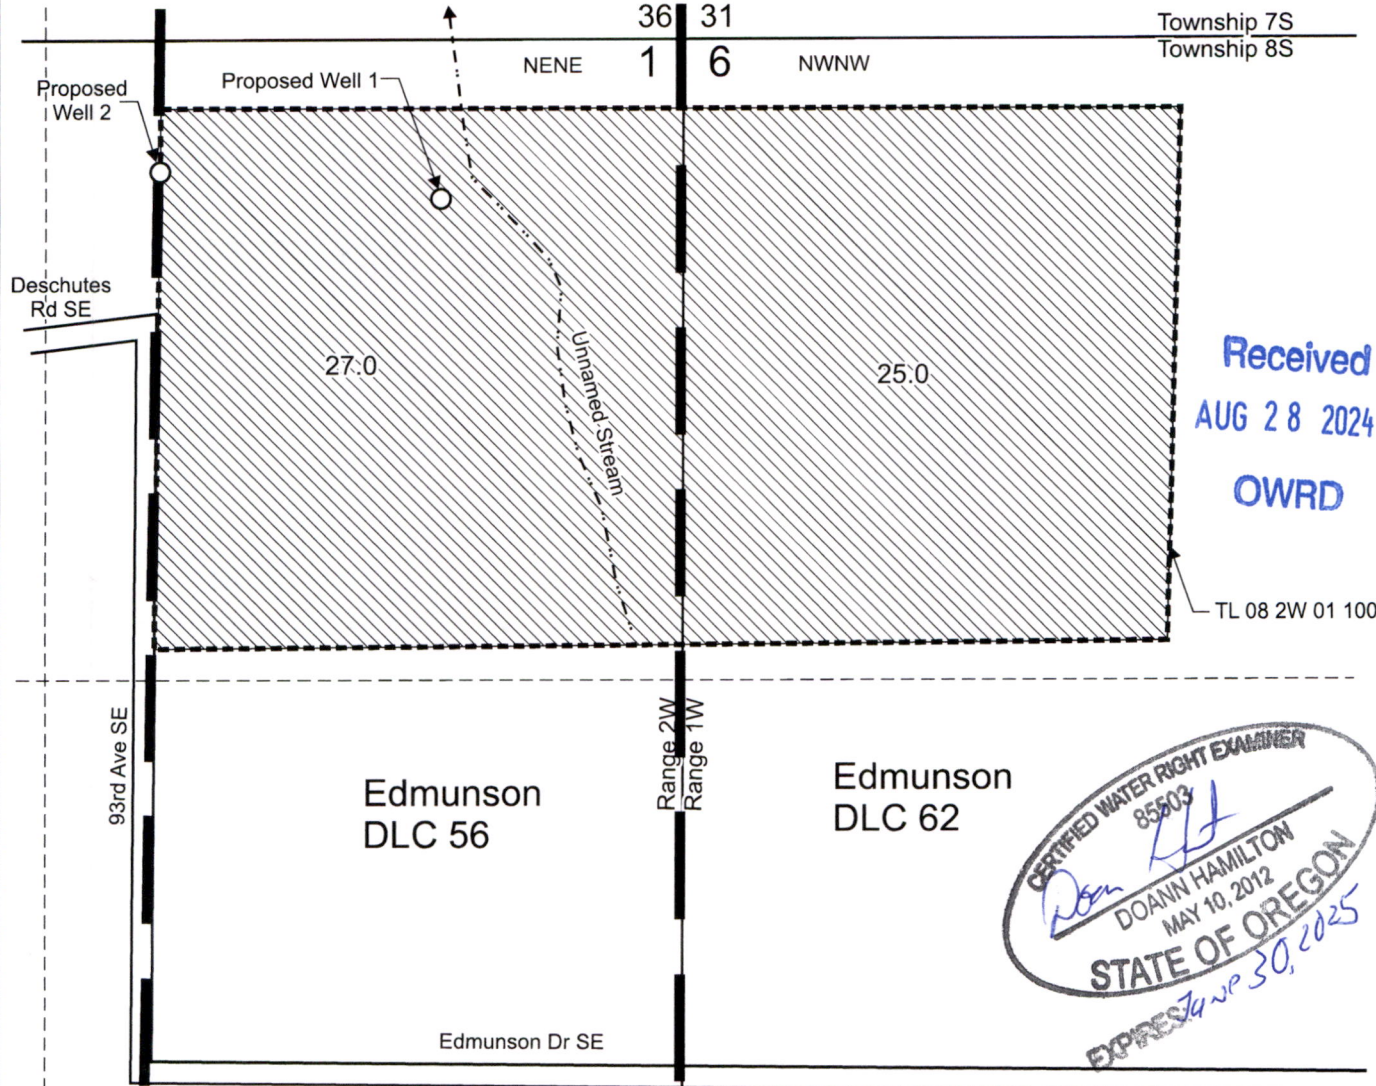 36 31
Township 7S
Township 8S
NENE 1 6 NWNW
Proposed Well 1
Proposed
Well 2
Deschutes
Rd SE
27.0
25.0
Unnamed Stream
Received
AUG 28 2024
OWRD
TL 08 2W 01 100
93rd Ave SE
Range 2W
Range 1W
Edmunson
DLC 56
Edmunson
DLC 62
CERTIFIED WATER RIGHT EXAMINER
85503
DOANN HAMILTON
MAY 10, 2012
STATE OF OREGON
EXPIRES June 30, 2025
Edmunson Dr SE